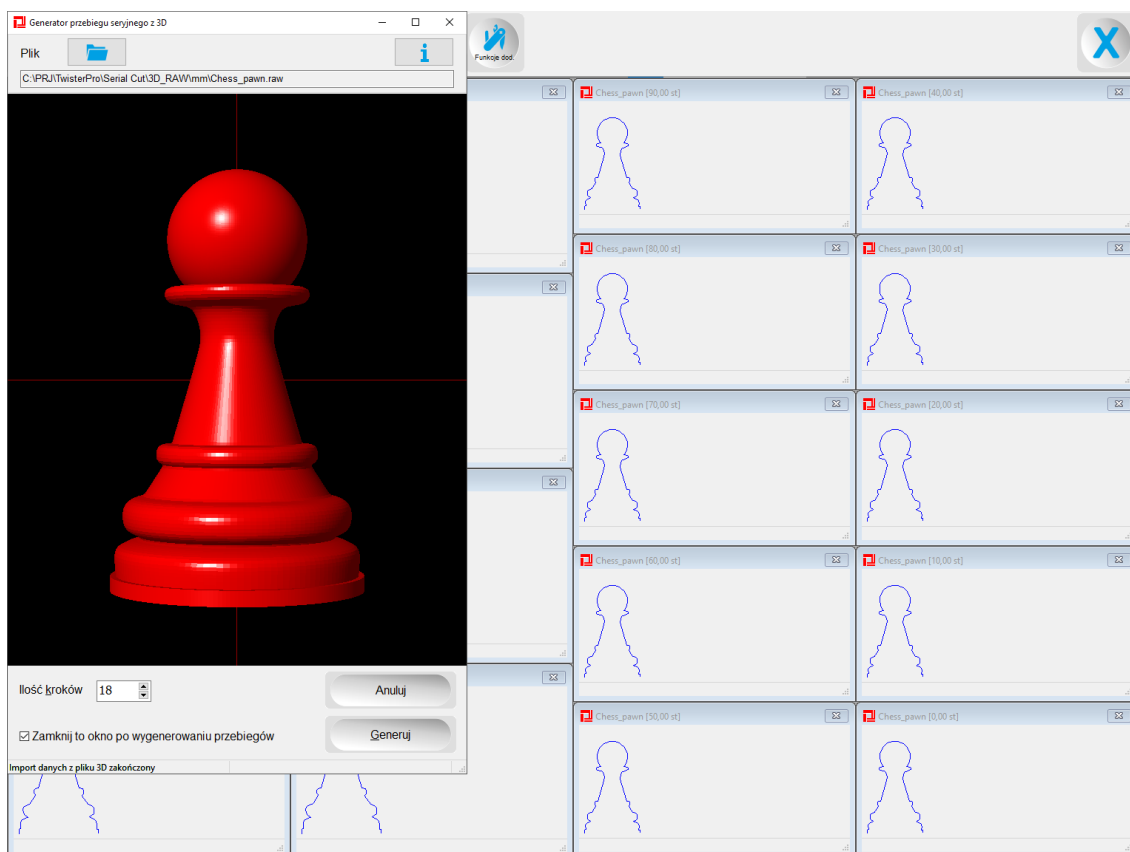 Generator przebiegu seryjnego z 3D
Plik
i
C:\PRJ\TwisterPro\Serial Cut\3D_RAW\mm\Chess_pawn.raw
Funkcje dod.
X
Chess_pawn [90,00 st]
Chess_pawn [40,00 st]
Chess_pawn [80,00 st]
Chess_pawn [30,00 st]
Chess_pawn [70,00 st]
Chess_pawn [20,00 st]
Chess_pawn [60,00 st]
Chess_pawn [10,00 st]
Chess_pawn [50,00 st]
Chess_pawn [0,00 st]
Ilość kroków 18
Anuluj
Zamknij to okno po wygenerowaniu przebiegów
Generuj
Import danych z pliku 3D zakończony